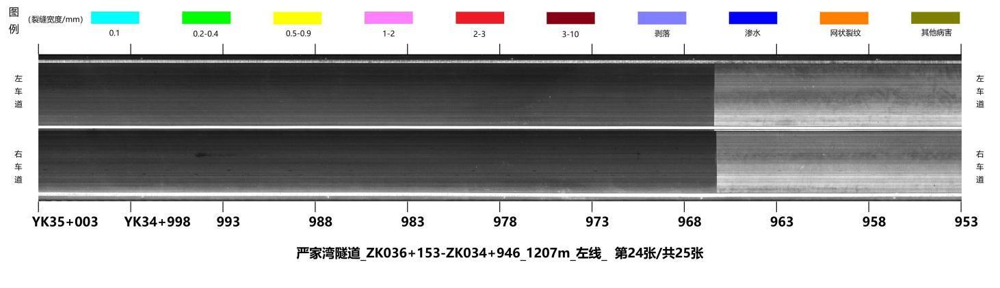 图例 (裂缝宽度/mm) 0.1 0.2-0.4 0.5-0.9 1-2 2-3 3-10 剥落 渗水 网状裂纹 其他病害
左车道 左车道
右车道 右车道
YK35+003 YK34+998 993 988 983 978 973 968 963 958 953
严家湾隧道_ZK036+153-ZK034+946_1207m_左线_ 第24张/共25张